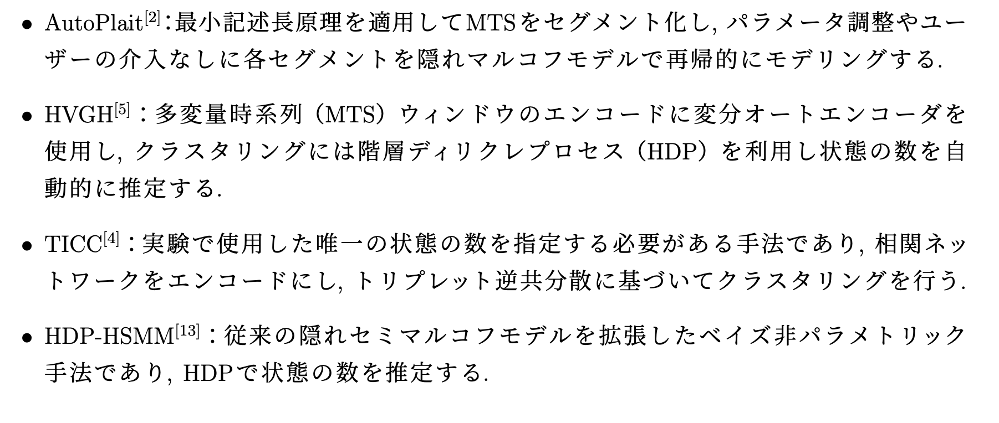 • AutoPlait[2]:最小記述長原理を適用してMTSをセグメント化し, パラメータ調整やユー
ザーの介入なしに各セグメントを隠れマルコフモデルで再帰的にモデリングする.
• HVGH[5]：多変量時系列（MTS）ウィンドウのエンコードに変分オートエンコーダを
使用し, クラスタリングには階層ディリクレプロセス（HDP）を利用し状態の数を自
動的に推定する.
• TICC[4]：実験で使用した唯一の状態の数を指定する必要がある手法であり, 相関ネッ
トワークをエンコードにし, トリプレット逆共分散に基づいてクラスタリングを行う.
• HDP-HSMM[13]：従来の隠れセミマルコフモデルを拡張したベイズ非パラメトリック
手法であり, HDPで状態の数を推定する.